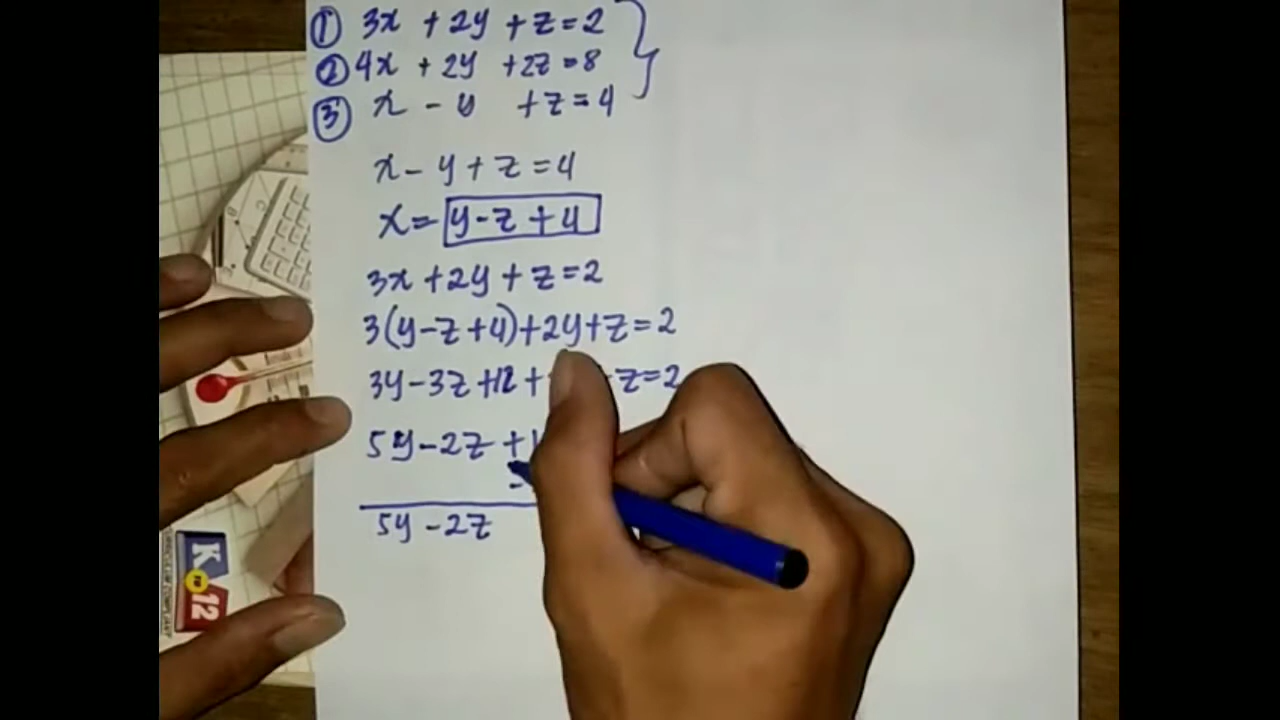 ① 3x + 2y + z = 2
② 4x + 2y + 2z = 8
③ x - y + z = 4
x - y + z = 4
x = y - z + 4
3x + 2y + z = 2
3(y - z + 4) + 2y + z = 2
3y - 3z + 12 + z = 2
5y - 2z +
-
5y - 2z
K
TO
12